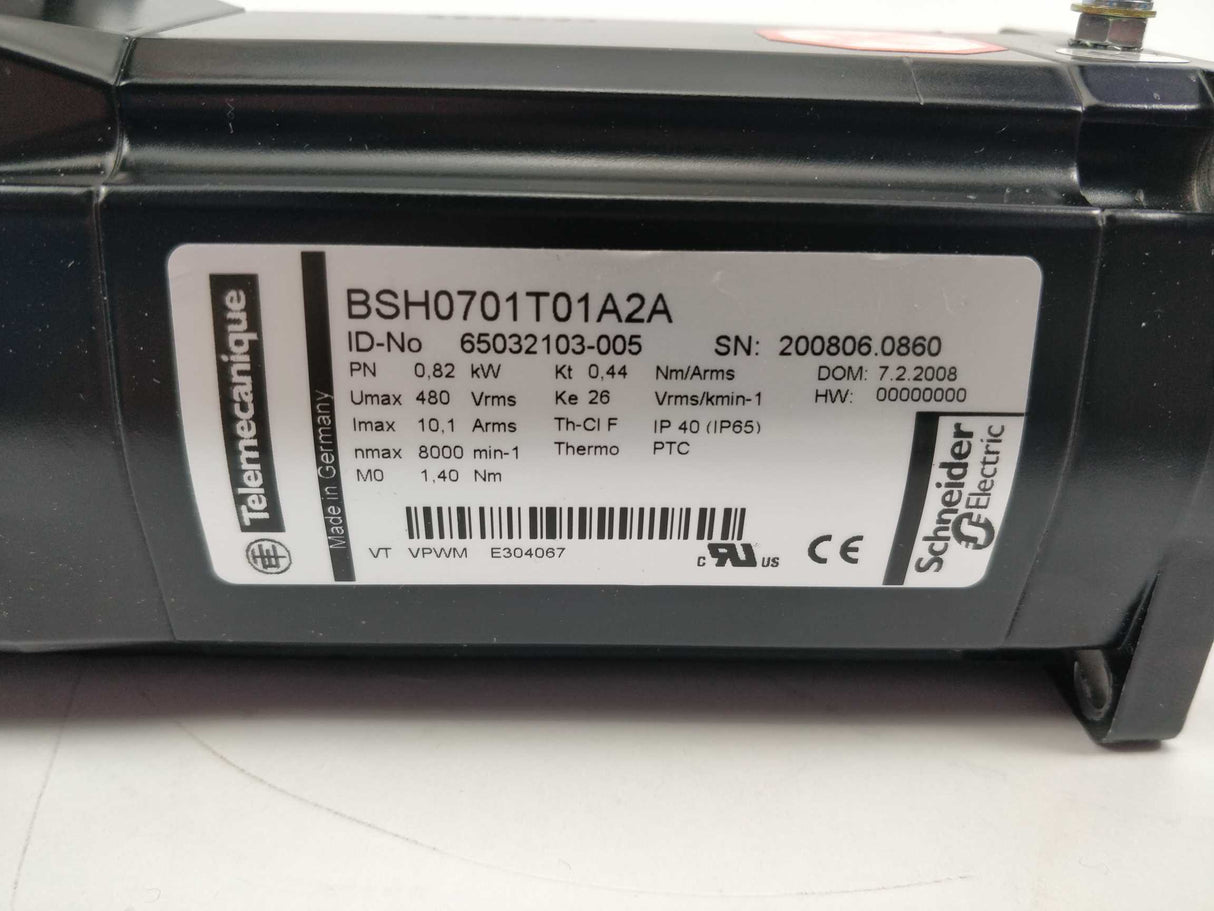 Telemecanique
Made in Germany
BSH0701T01A2A
ID-No 65032103-005 SN: 200806.0860
PN 0,82 kW Kt 0,44 Nm/Arms DOM: 7.2.2008
Umax 480 Vrms Ke 26 Vrms/kmin-1 HW: 00000000
Imax 10,1 Arms Th-Cl F IP 40 (IP65)
nmax 8000 min-1 Thermo PTC
M0 1,40 Nm
VT VPWM E304067
c RU US CE
Schneider
Electric